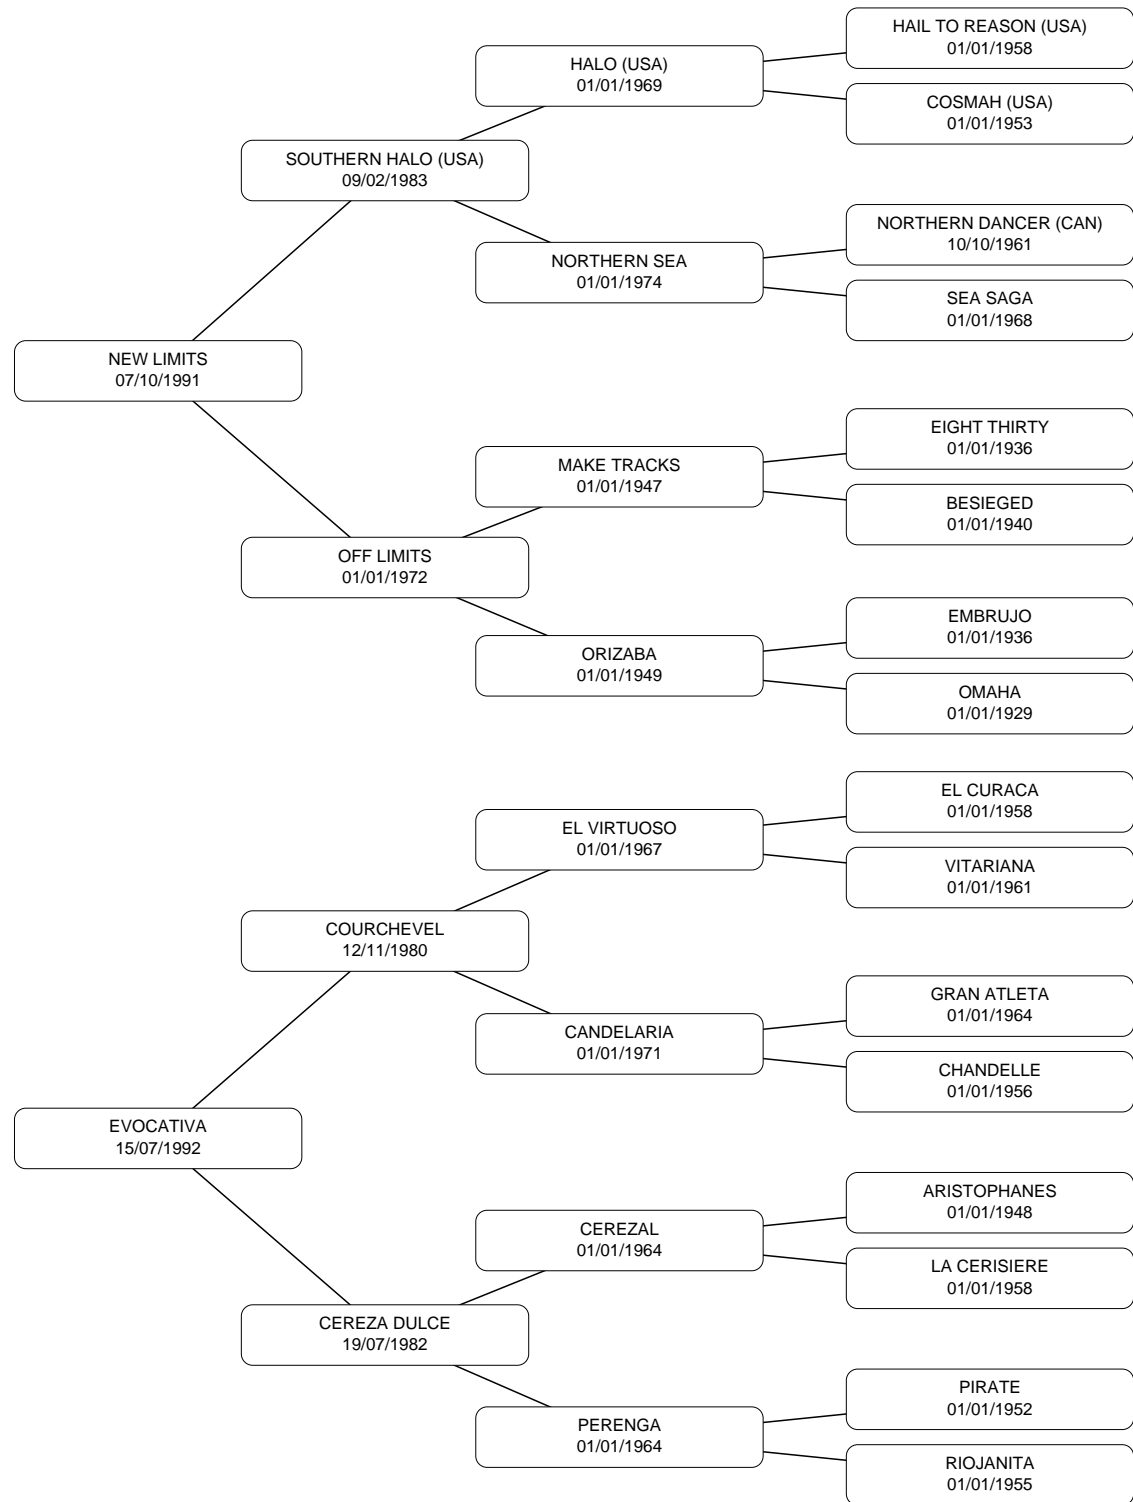 HAIL TO REASON (USA)
01/01/1958
HALO (USA)
01/01/1969
COSMAH (USA)
01/01/1953
SOUTHERN HALO (USA)
09/02/1983
NORTHERN DANCER (CAN)
10/10/1961
NORTHERN SEA
01/01/1974
SEA SAGA
01/01/1968
NEW LIMITS
07/10/1991
EIGHT THIRTY
01/01/1936
MAKE TRACKS
01/01/1947
BESIEGED
01/01/1940
OFF LIMITS
01/01/1972
EMBRUJO
01/01/1936
ORIZABA
01/01/1949
OMAHA
01/01/1929
EL CURACA
01/01/1958
EL VIRTUOSO
01/01/1967
VITARIANA
01/01/1961
COURCHEVEL
12/11/1980
GRAN ATLETA
01/01/1964
CANDELARIA
01/01/1971
CHANDELLE
01/01/1956
EVOCATIVA
15/07/1992
ARISTOPHANES
01/01/1948
CEREZAL
01/01/1964
LA CERISIERE
01/01/1958
CEREZA DULCE
19/07/1982
PIRATE
01/01/1952
PERENGA
01/01/1964
RIOJANITA
01/01/1955